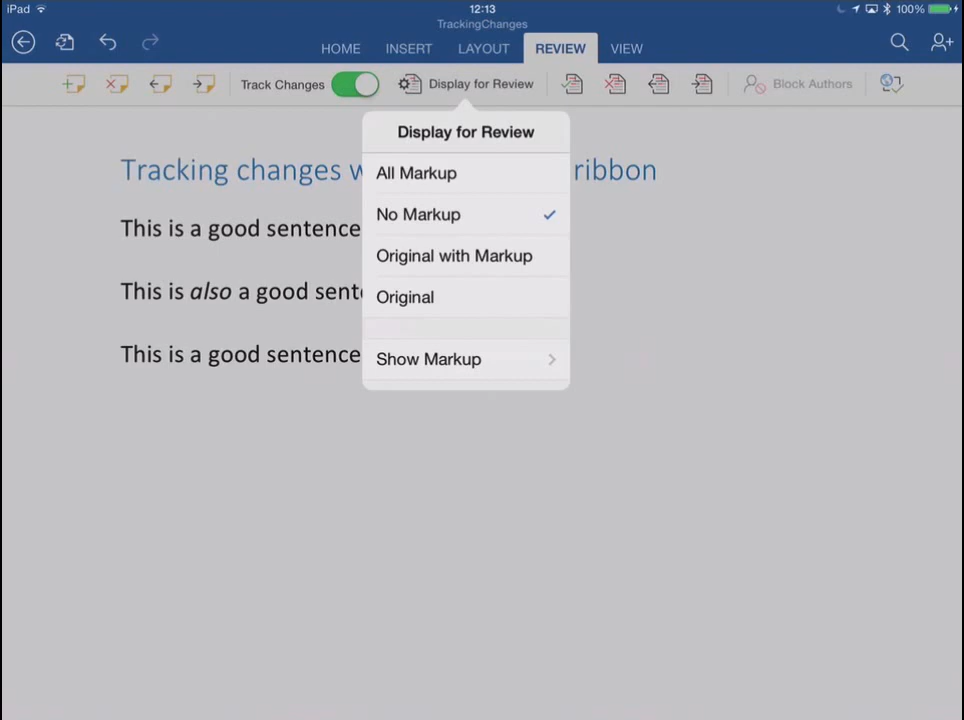 iPad 12:13 100%
TrackingChanges
HOME INSERT LAYOUT REVIEW VIEW
Track Changes Display for Review Block Authors
Display for Review
Tracking changes w ribbon
All Markup
No Markup
This is a good sentence
Original with Markup
This is also a good sent
Original
This is a good sentence
Show Markup